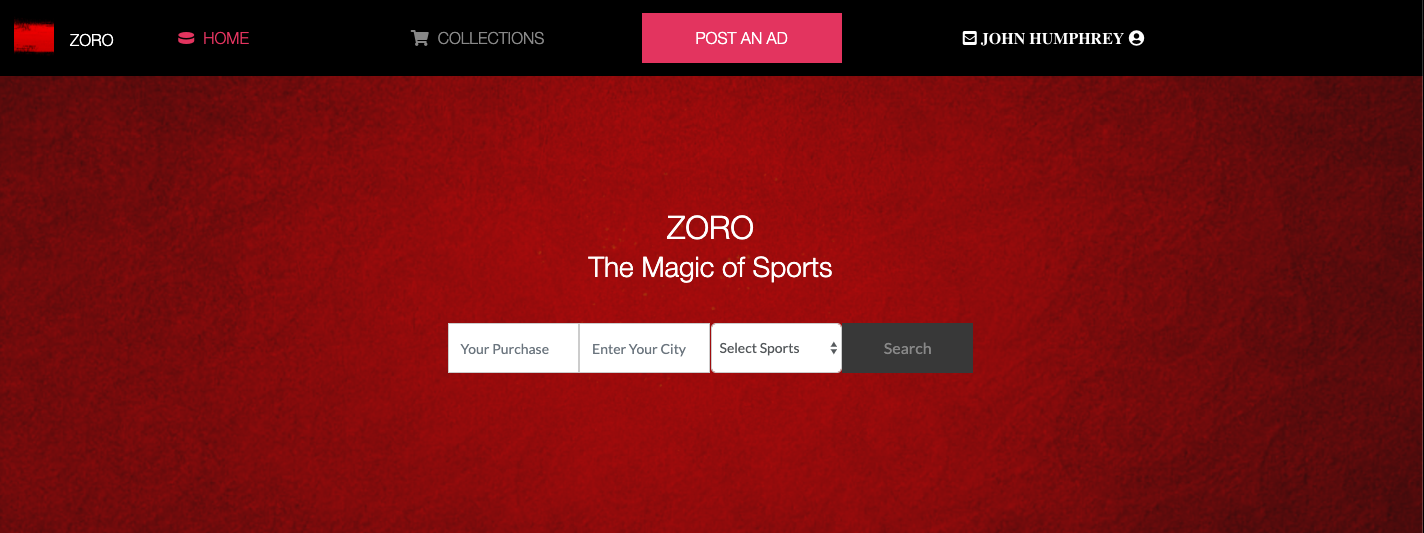 ZORO HOME COLLECTIONS POST AN AD JOHN HUMPHREY
ZORO
The Magic of Sports
Your Purchase Enter Your City Select Sports Search